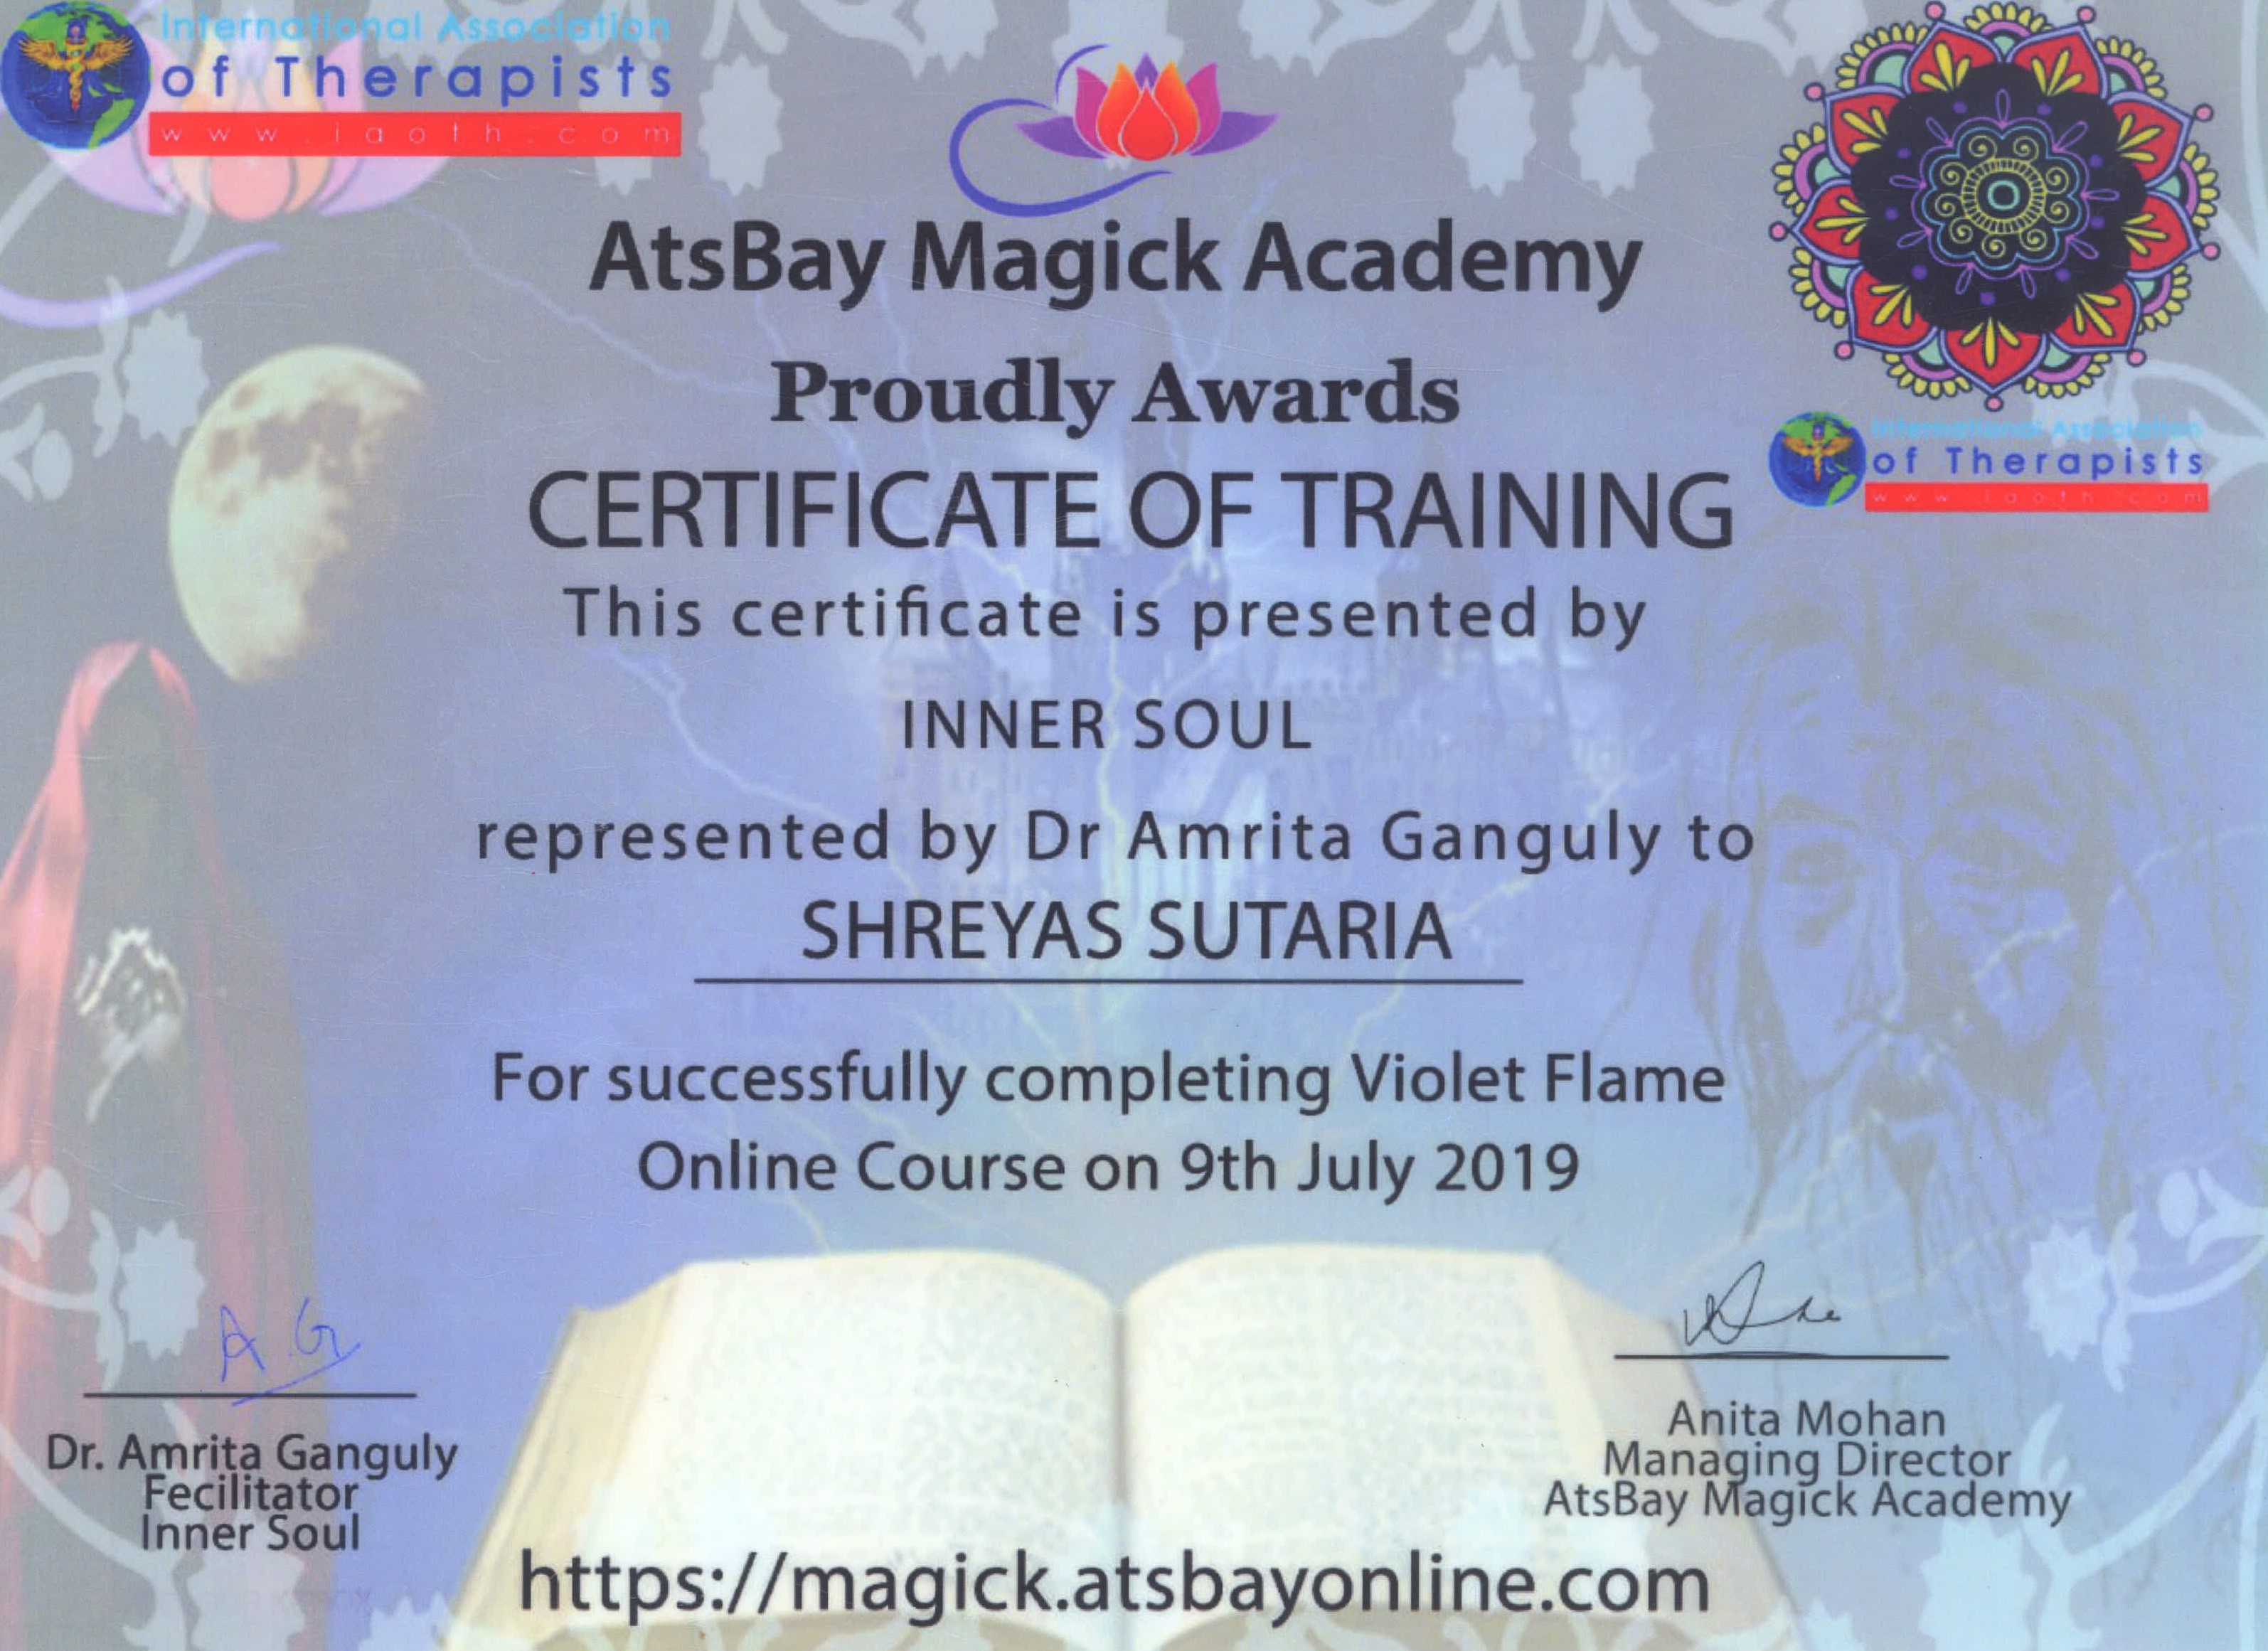 International Association
of Therapists
www.iaoth.com
AtsBay Magick Academy
Proudly Awards
CERTIFICATE OF TRAINING
International Association
of Therapists
www.iaoth.com
This certificate is presented by
INNER SOUL
represented by Dr Amrita Ganguly to
SHREYAS SUTARIA
For successfully completing Violet Flame
Online Course on 9th July 2019
A.G
Dr. Amrita Ganguly
Fecilitator
Inner Soul
Anita Mohan
Managing Director
AtsBay Magick Academy
https://magick.atsbayonline.com